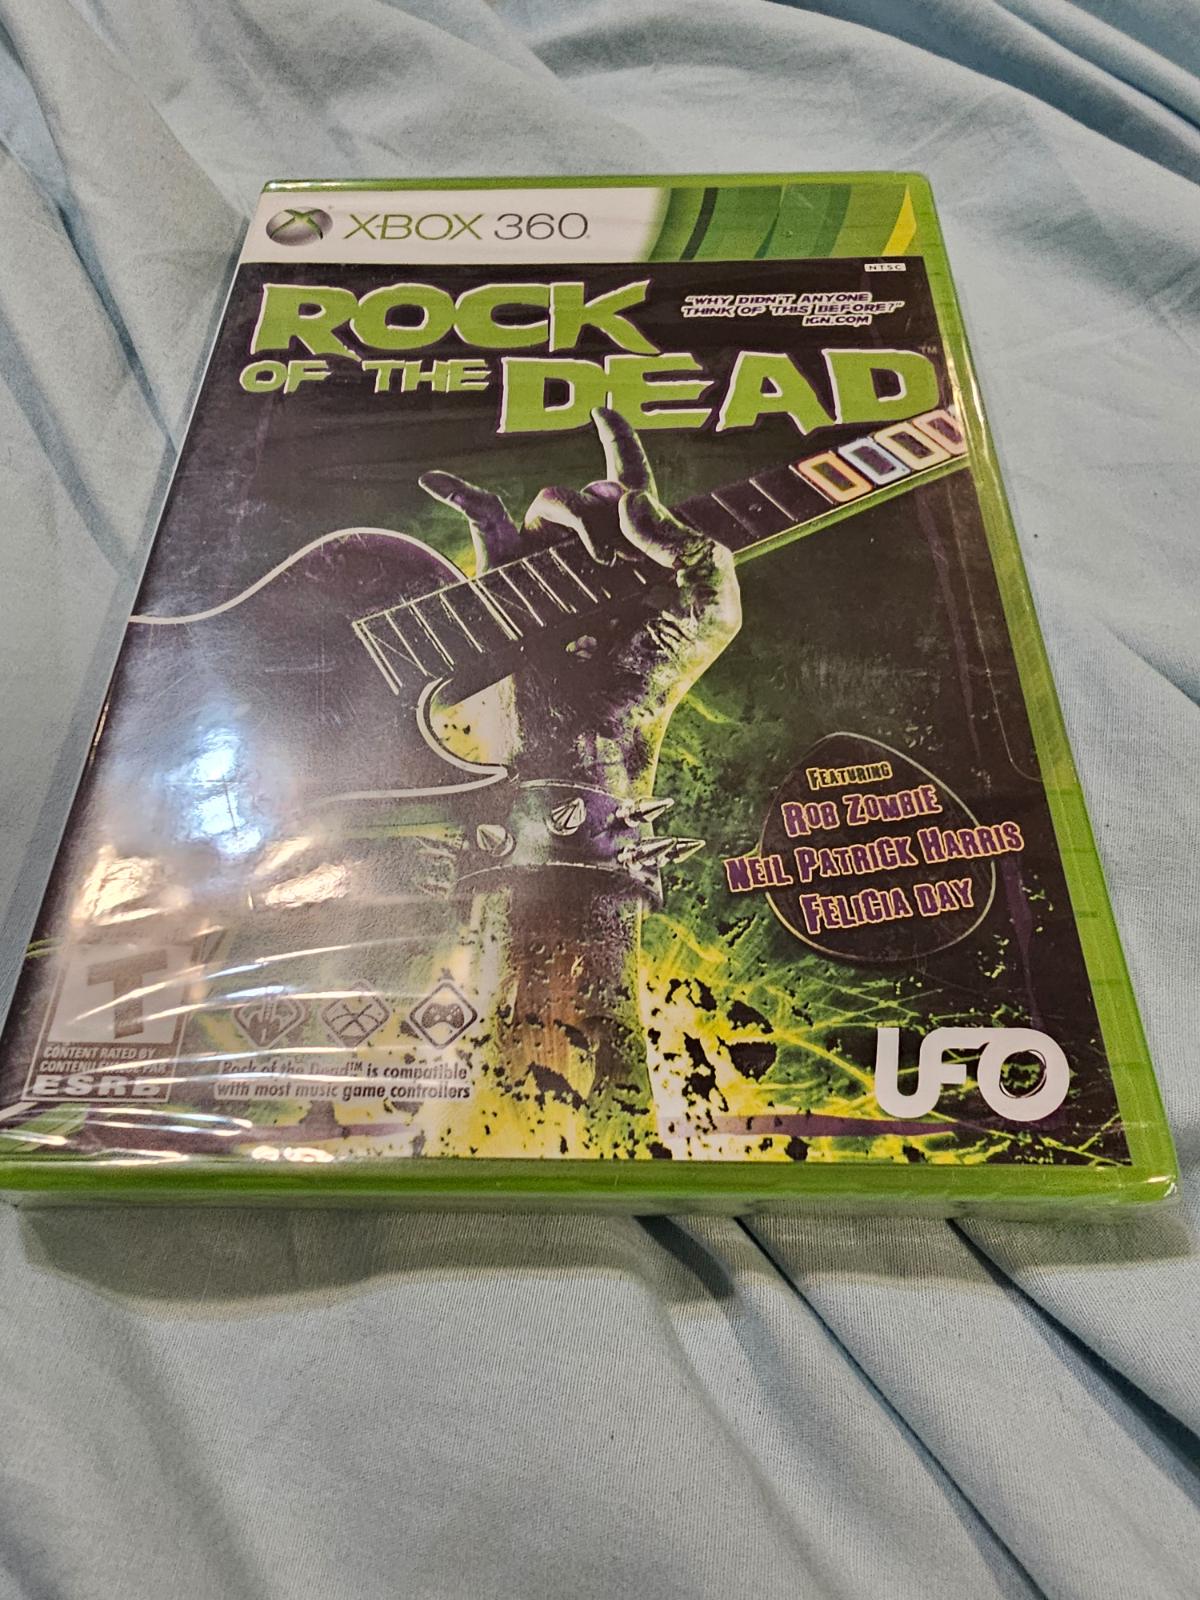 XBOX 360
NTSC
ROCK
OF THE DEAD™
"WHY DIDN'T ANYONE
THINK OF THIS BEFORE?"
IGN.COM
FEATURING
ROB ZOMBIE
NEIL PATRICK HARRIS
FELICIA DAY
T
CONTENT RATED BY
ESRB
Rock of the Dead™ is compatible
with most music game controllers
UFO